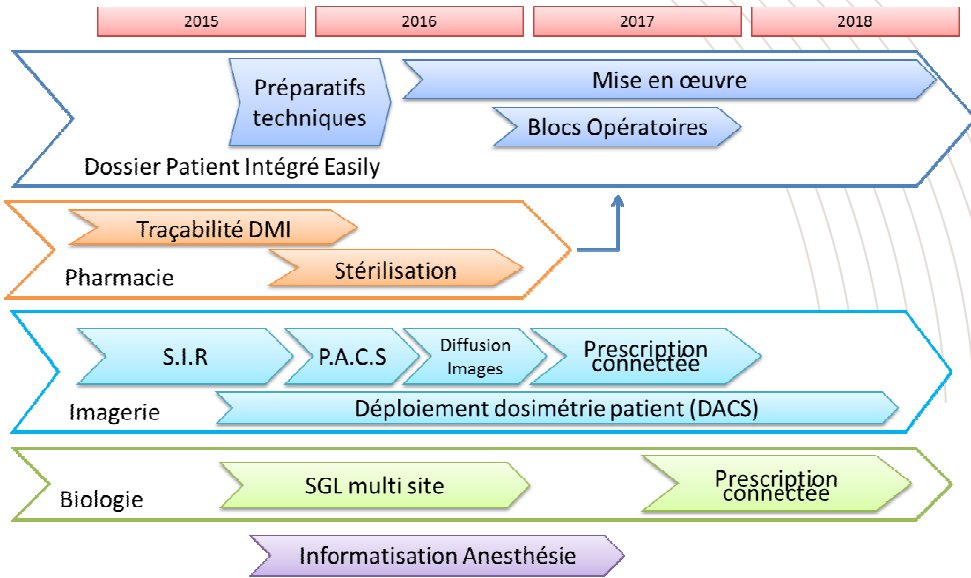 2015
2016
2017
2018
Préparatifs
techniques
Mise en œuvre
Blocs Opératoires
Dossier Patient Intégré Easily
Traçabilité DMI
Stérilisation
Pharmacie
S.I.R
P.A.C.S
Diffusion
Images
Prescription
connectée
Imagerie
Déploiement dosimétrie patient (DACS)
SGL multi site
Prescription
connectée
Biologie
Informatisation Anesthésie